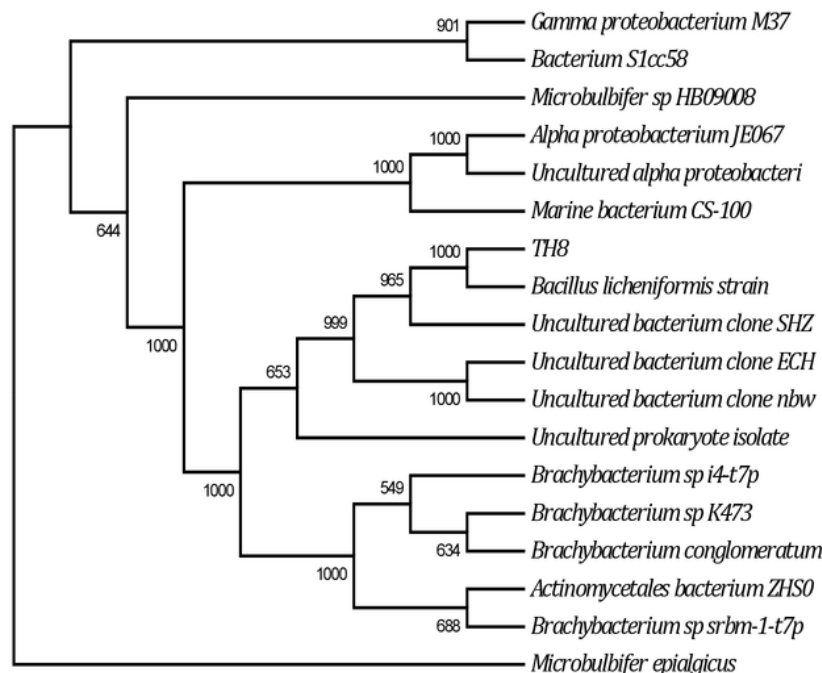 901
Gamma proteobacterium M37
Bacterium S1cc58
Microbulbifer sp HB09008
644
1000
Alpha proteobacterium JE067
1000
Uncultured alpha proteobacteri
Marine bacterium CS-100
1000
1000
TH8
965
Bacillus licheniformis strain
999
Uncultured bacterium clone SHZ
653
Uncultured bacterium clone ECH
1000
Uncultured bacterium clone nbw
Uncultured prokaryote isolate
1000
549
Brachybacterium sp i4-t7p
Brachybacterium sp K473
634
Brachybacterium conglomeratum
1000
Actinomycetales bacterium ZHS0
688
Brachybacterium sp srbm-1-t7p
Microbulbifer epialgicus